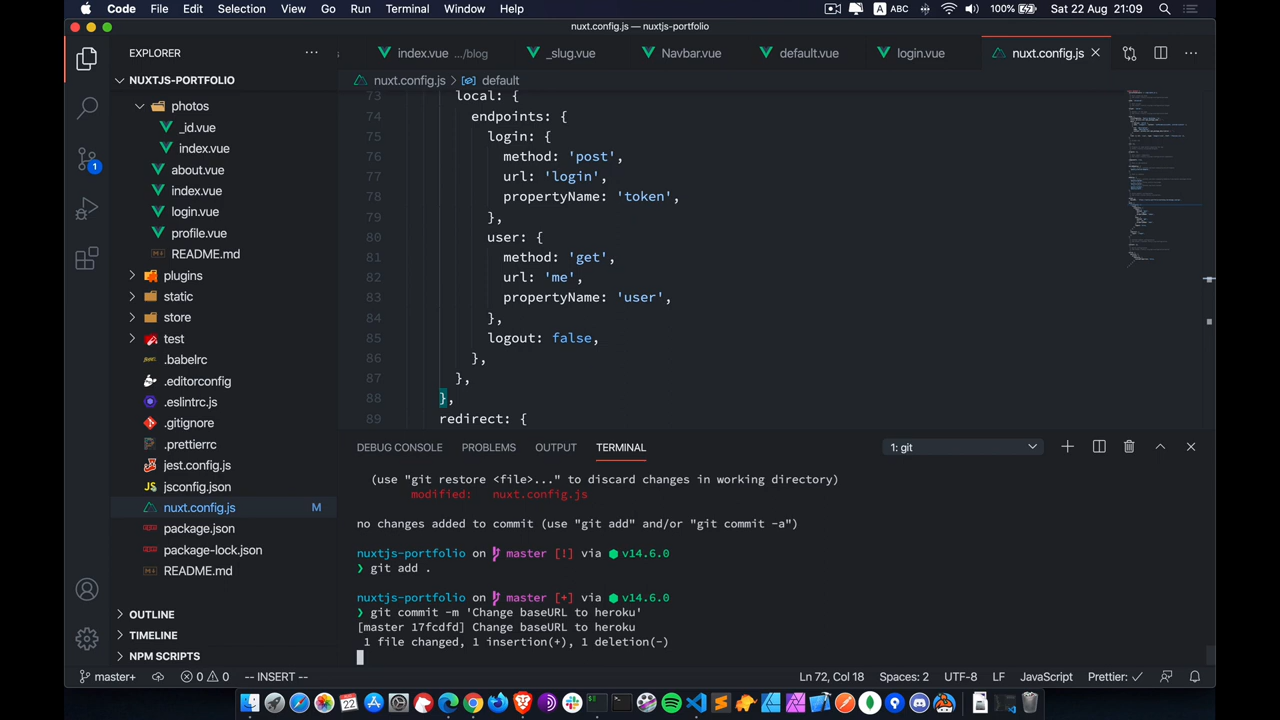 Code File Edit Selection View Go Run Terminal Window Help A ABC 100% Sat 22 Aug 21:09
nuxt.config.js — nuxtjs-portfolio
EXPLORER
index.vue .../blog _slug.vue Navbar.vue default.vue login.vue nuxt.config.js
NUXTJS-PORTFOLIO
nuxt.config.js > default
photos
_id.vue
index.vue
about.vue
index.vue
login.vue
profile.vue
README.md
plugins
static
store
test
.babelrc
.editorconfig
.eslintrc.js
.gitignore
.prettierrc
jest.config.js
jsconfig.json
nuxt.config.js M
package.json
package-lock.json
README.md
OUTLINE
TIMELINE
NPM SCRIPTS
1
73 local: {
74 endpoints: {
75 login: {
76 method: 'post',
77 url: 'login',
78 propertyName: 'token',
79 },
80 user: {
81 method: 'get',
82 url: 'me',
83 propertyName: 'user',
84 },
85 logout: false,
86 },
87 },
88 },
89 redirect: {
DEBUG CONSOLE PROBLEMS OUTPUT TERMINAL 1: git
(use "git restore <file>..." to discard changes in working directory)
modified: nuxt.config.js
no changes added to commit (use "git add" and/or "git commit -a")
nuxtjs-portfolio on master [!] via v14.6.0
❯ git add .
nuxtjs-portfolio on master [+] via v14.6.0
❯ git commit -m 'Change baseURL to heroku'
[master 17fcdfd] Change baseURL to heroku
1 file changed, 1 insertion(+), 1 deletion(-)
master+ 0 0 -- INSERT -- Ln 72, Col 18 Spaces: 2 UTF-8 LF JavaScript Prettier: ✓
22